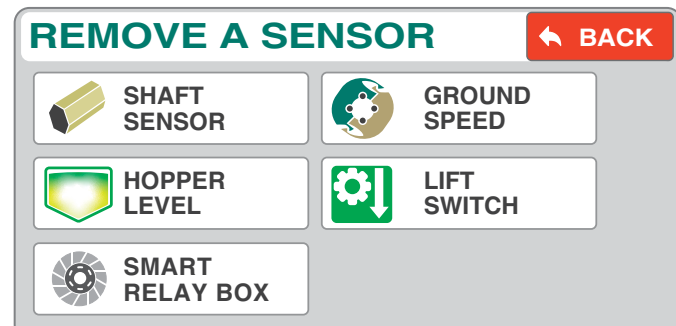 REMOVE A SENSOR
BACK
SHAFT
SENSOR
GROUND
SPEED
HOPPER
LEVEL
LIFT
SWITCH
SMART
RELAY BOX